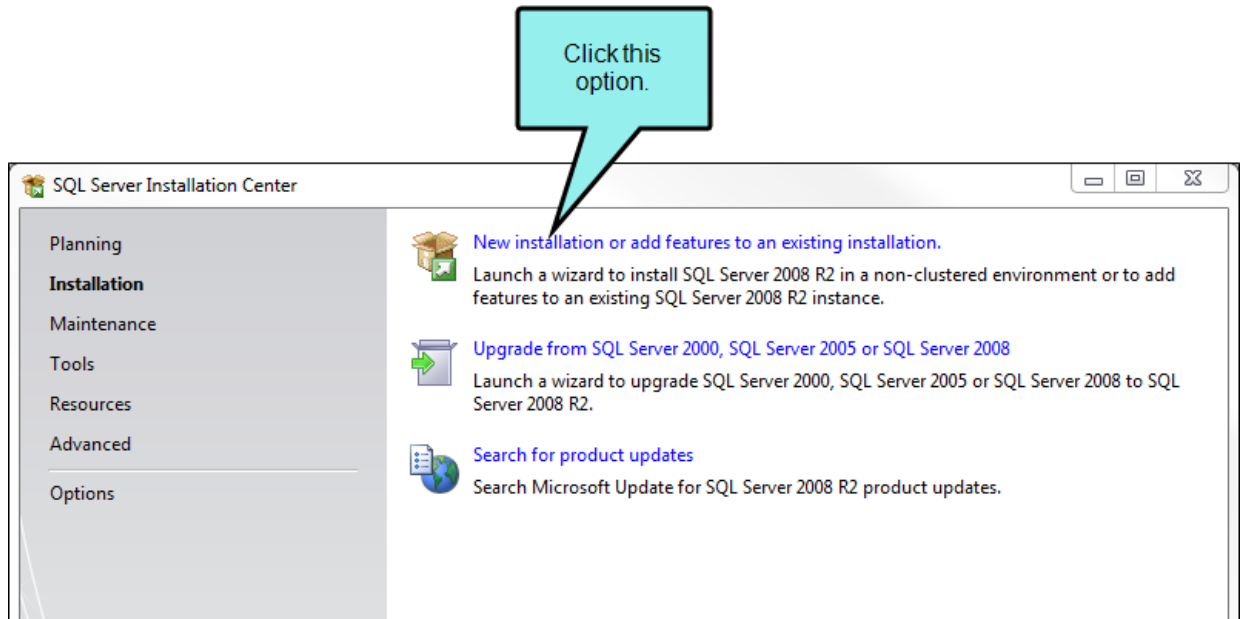 Click this
option.
SQL Server Installation Center
Planning
Installation
Maintenance
Tools
Resources
Advanced
Options
New installation or add features to an existing installation.
Launch a wizard to install SQL Server 2008 R2 in a non-clustered environment or to add
features to an existing SQL Server 2008 R2 instance.
Upgrade from SQL Server 2000, SQL Server 2005 or SQL Server 2008
Launch a wizard to upgrade SQL Server 2000, SQL Server 2005 or SQL Server 2008 to SQL
Server 2008 R2.
Search for product updates
Search Microsoft Update for SQL Server 2008 R2 product updates.